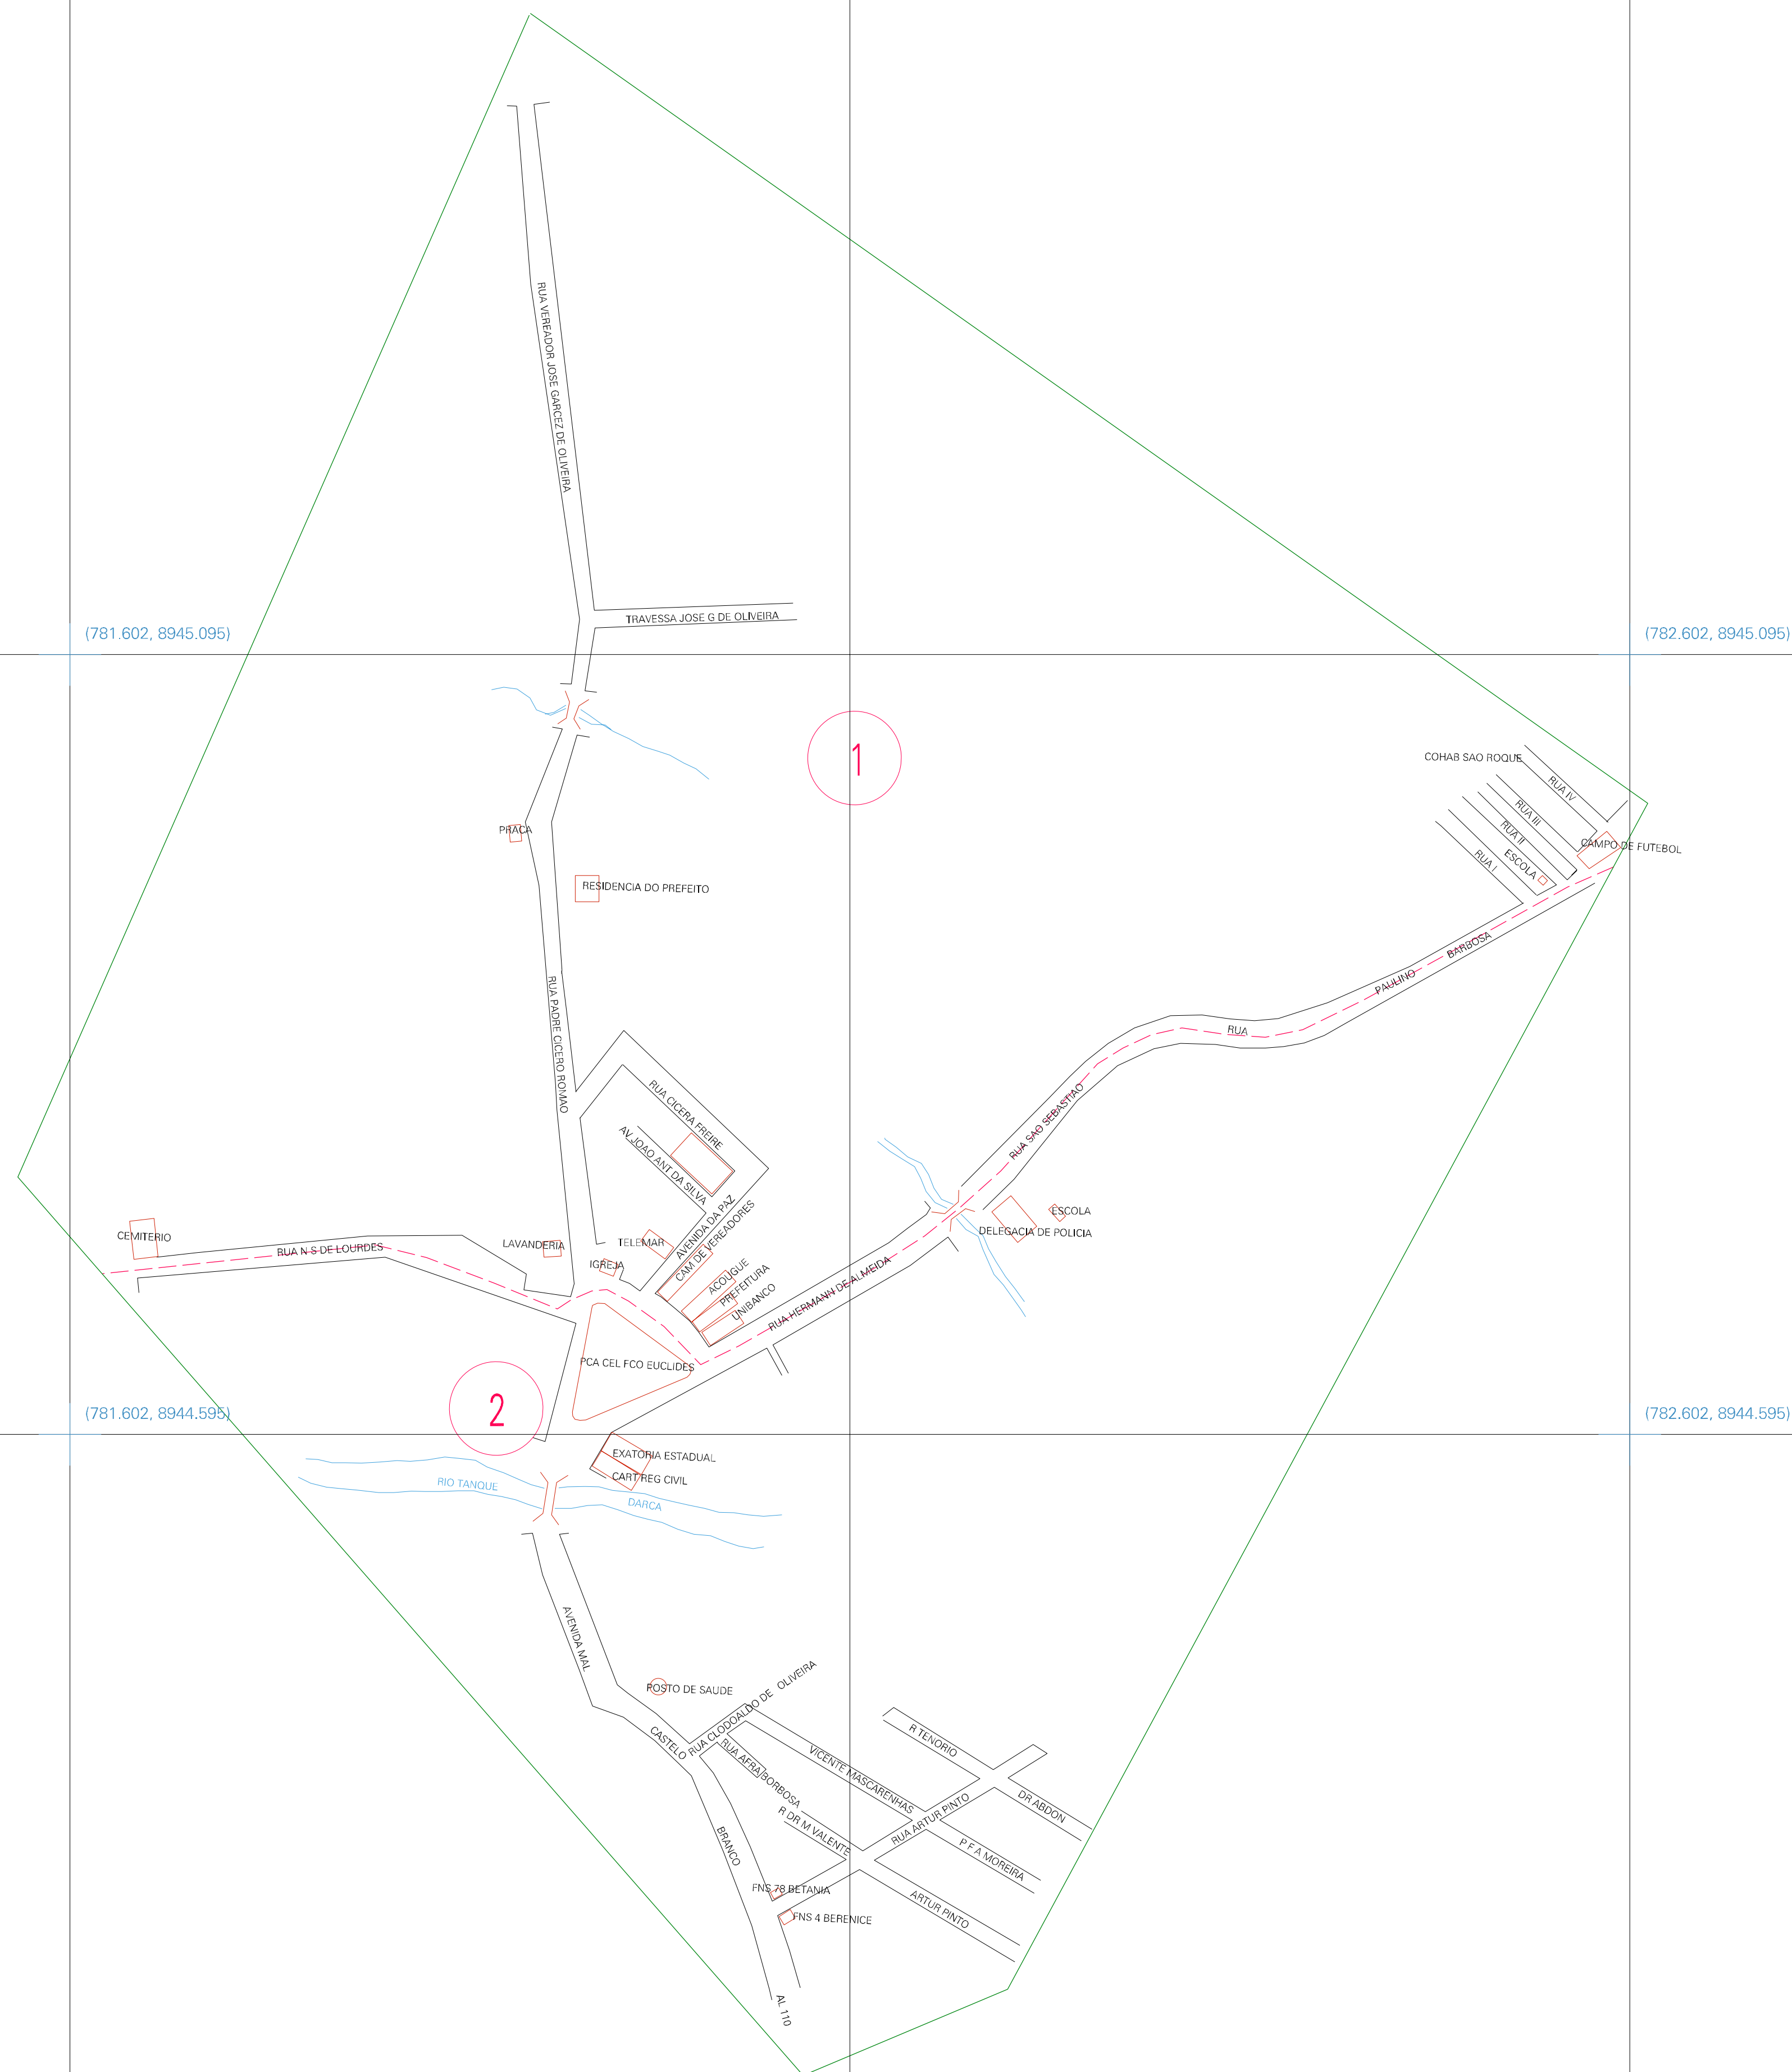 RUA VEREADOR JOSE GARCEZ DE OLIVEIRA
TRAVESSA JOSE G DE OLIVEIRA
(781.602, 8945.095)
(782.602, 8945.095)
1
COHAB SAO ROQUE
RUA IV
RUA III
RUA II
ESCOLA
RUA I
CAMPO DE FUTEBOL
PRACA
RESIDENCIA DO PREFEITO
BARBOSA
PAULINO
RUA
RUA PADRE CICERO ROMAO
RUA CICERA FREIRE
AV JOAO ANT DA SILVA
AVENIDA DA PAZ
CAM DE VEREADORES
RUA SAO SEBASTIAO
ESCOLA
DELEGACIA DE POLICIA
CEMITERIO
RUA N S DE LOURDES
LAVANDERIA
TELEMAR
IGREJA
ACOUGUE
PREFEITURA
UNIBANCO
RUA HERMANN DE ALMEIDA
PCA CEL FCO EUCLIDES
2
(781.602, 8944.595)
(782.602, 8944.595)
EXATORIA ESTADUAL
CART REG CIVIL
RIO TANQUE
DARCA
AVENIDA MAL
POSTO DE SAUDE
RUA CLODOALDO DE OLIVEIRA
CASTELO
RUA AFRA BORBOSA
VICENTE MASCARENHAS
R TENORIO
DR ABDON
RUA ARTUR PINTO
R DR M VALENTE
P F A MOREIRA
BRANCO
FNS 78 BETANIA
FNS 4 BERENICE
ARTUR PINTO
AL 110